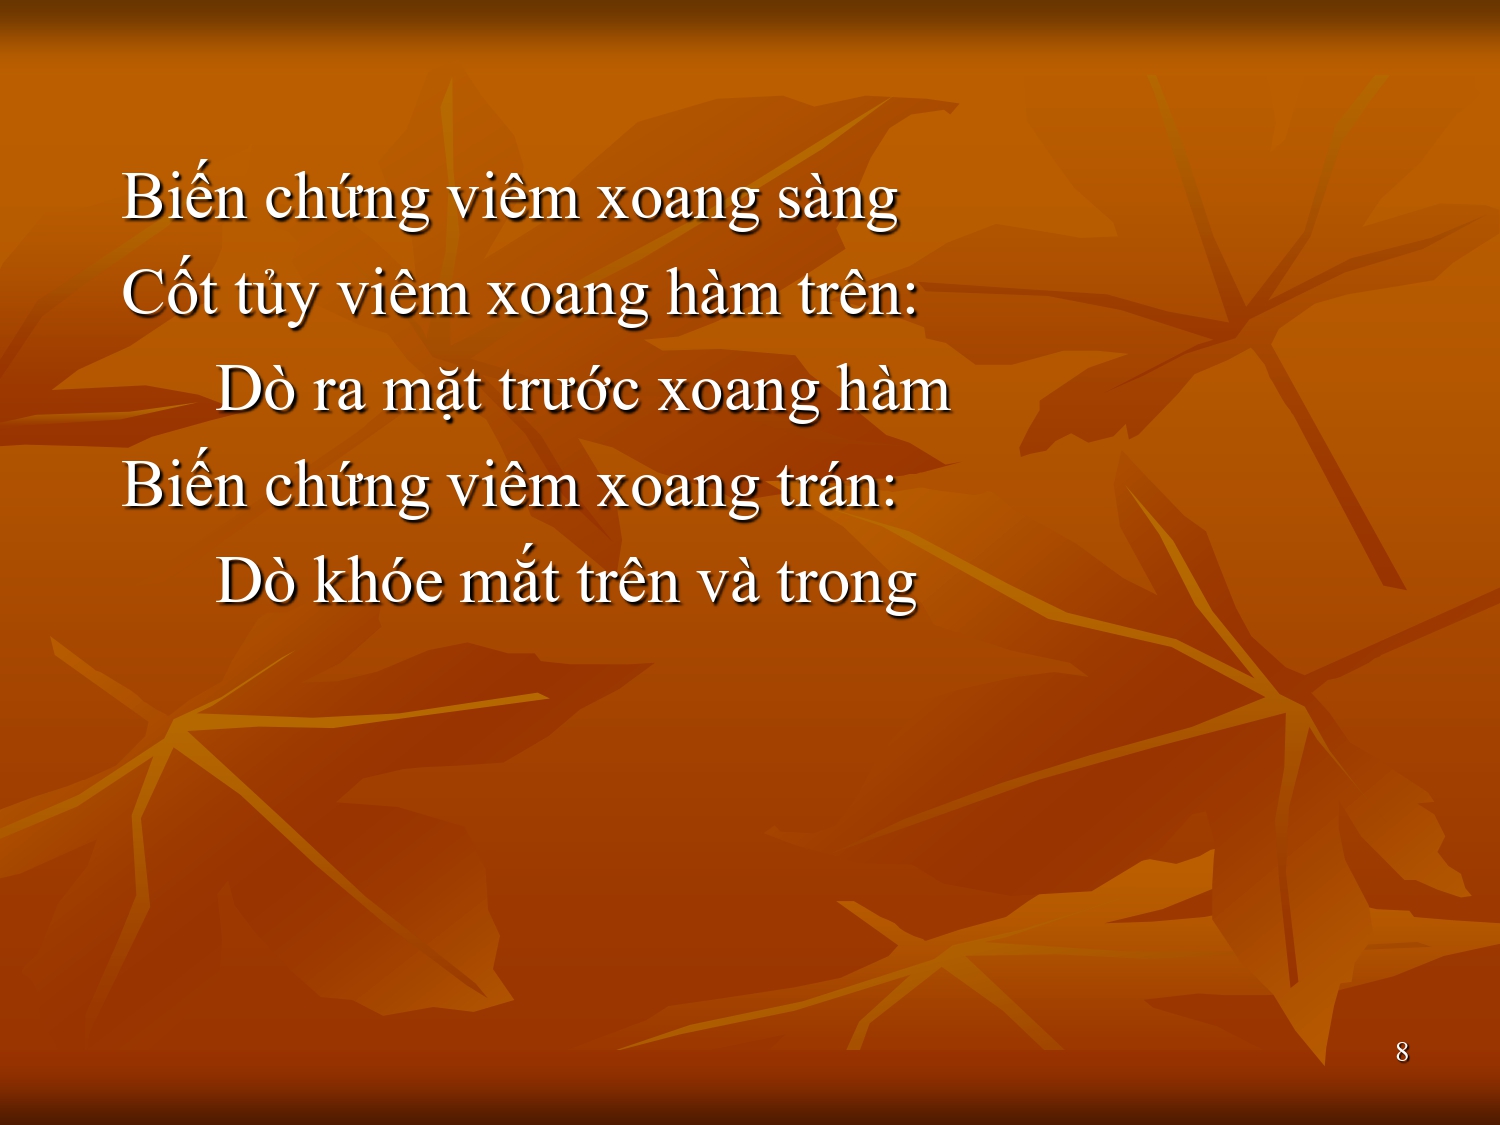 Biến chứng viêm xoang sàng
Cốt tủy viêm xoang hàm trên:
Dò ra mặt trước xoang hàm
Biến chứng viêm xoang trán:
Dò khóe mắt trên và trong
8